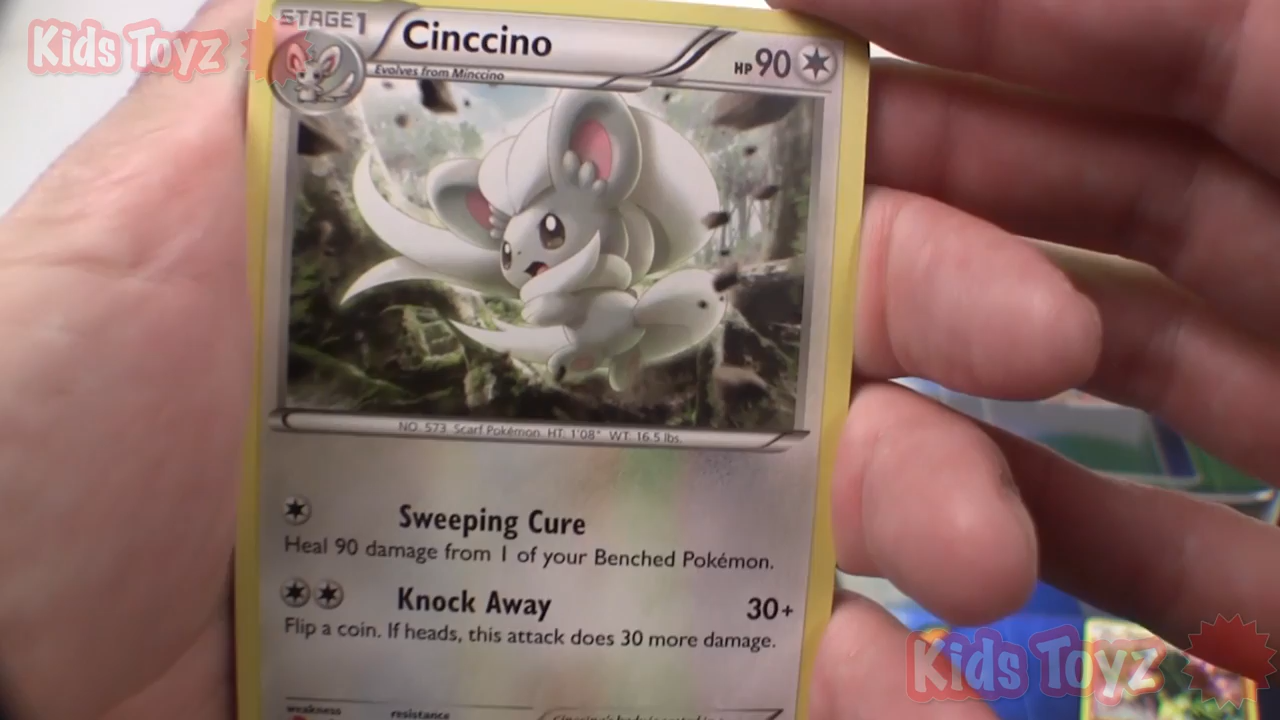 Kids Toyz
STAGE 1
Cinccino
HP 90
Evolves from Minccino
NO. 573 Scarf Pokémon HT: 1'08" WT: 16.5 lbs.
Sweeping Cure
Heal 90 damage from 1 of your Benched Pokémon.
Knock Away 30+
Flip a coin. If heads, this attack does 30 more damage.
weakness resistance
Kids Toyz